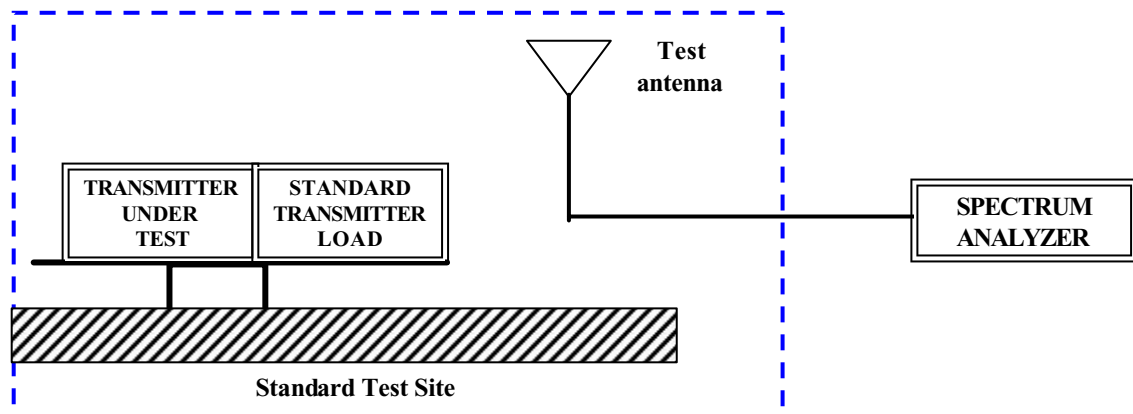 Test
antenna
TRANSMITTER
UNDER
TEST
STANDARD
TRANSMITTER
LOAD
SPECTRUM
ANALYZER
Standard Test Site